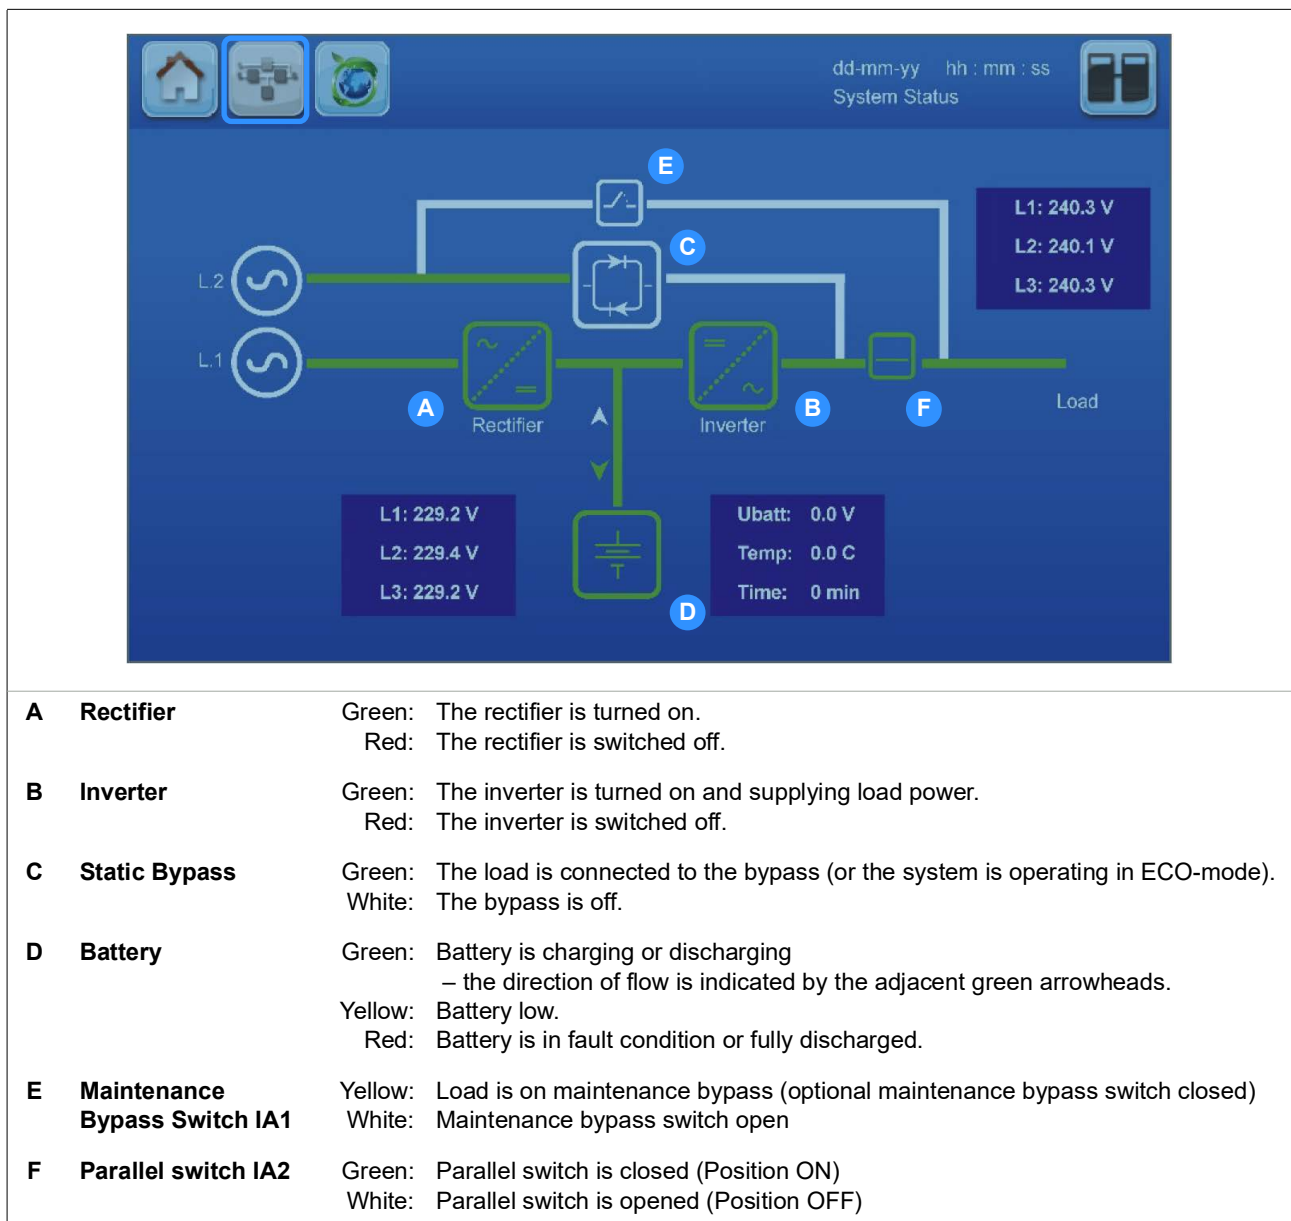 dd-mm-yy hh : mm : ss
System Status
E
L1: 240.3 V
L2: 240.1 V
L3: 240.3 V
C
L.2
L.1
A
Rectifier
Inverter
B
F
Load
L1: 229.2 V
L2: 229.4 V
L3: 229.2 V
Ubatt: 0.0 V
Temp: 0.0 C
Time: 0 min
D
A Rectifier Green: The rectifier is turned on.
Red: The rectifier is switched off.
B Inverter Green: The inverter is turned on and supplying load power.
Red: The inverter is switched off.
C Static Bypass Green: The load is connected to the bypass (or the system is operating in ECO-mode).
White: The bypass is off.
D Battery Green: Battery is charging or discharging
– the direction of flow is indicated by the adjacent green arrowheads.
Yellow: Battery low.
Red: Battery is in fault condition or fully discharged.
E Maintenance Yellow: Load is on maintenance bypass (optional maintenance bypass switch closed)
Bypass Switch IA1 White: Maintenance bypass switch open
F Parallel switch IA2 Green: Parallel switch is closed (Position ON)
White: Parallel switch is opened (Position OFF)